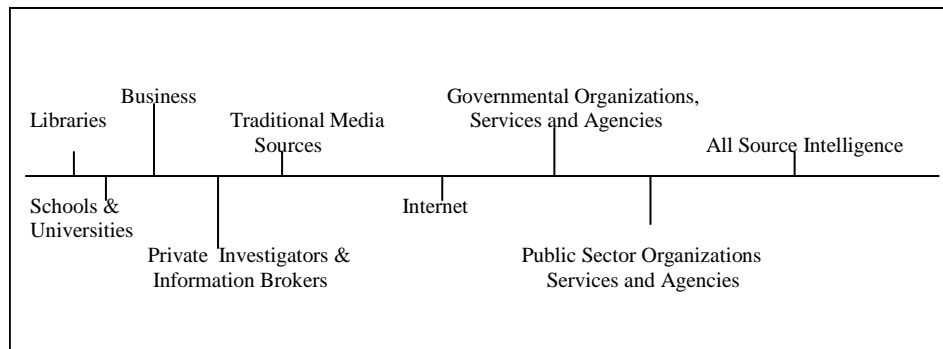 Business
Governmental Organizations,
Libraries
Traditional Media
Services and Agencies
Sources
All Source Intelligence
Schools &
Internet
Universities
Private Investigators &
Public Sector Organizations
Information Brokers
Services and Agencies